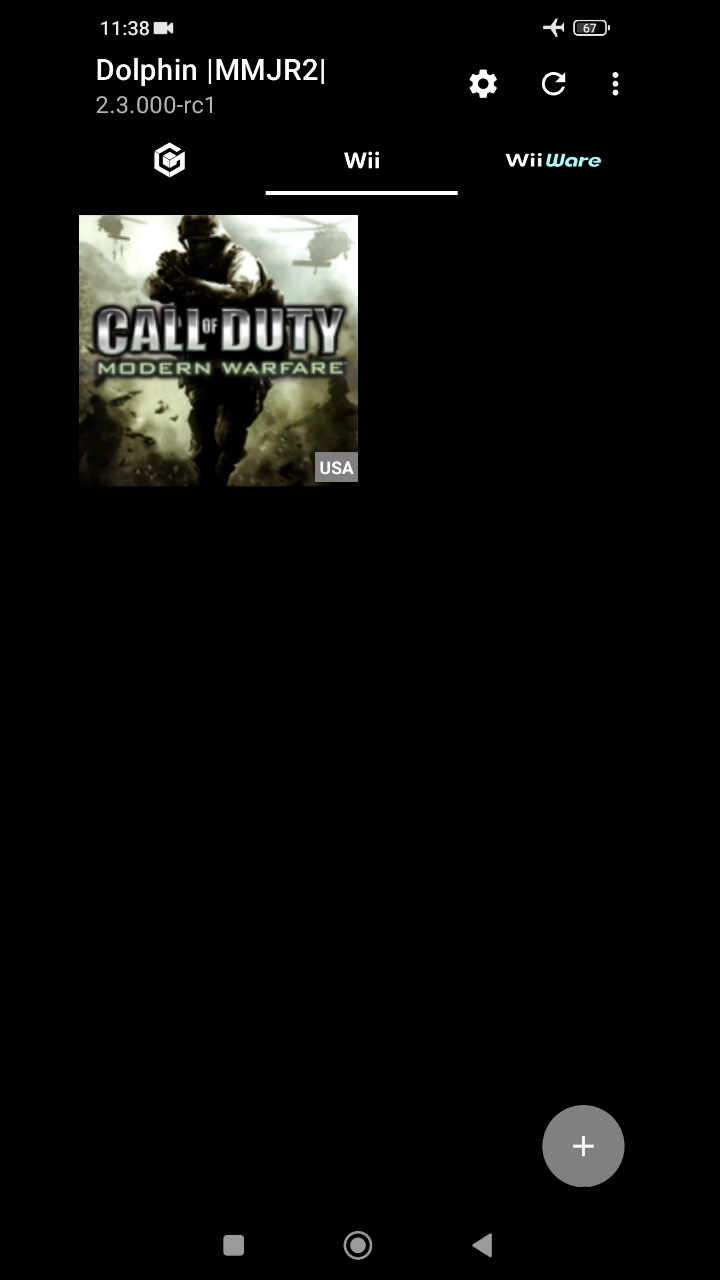 11:38
67
Dolphin |MMJR2|
2.3.000-rc1
Wii
WiiWare
CALL OF DUTY
MODERN WARFARE
USA